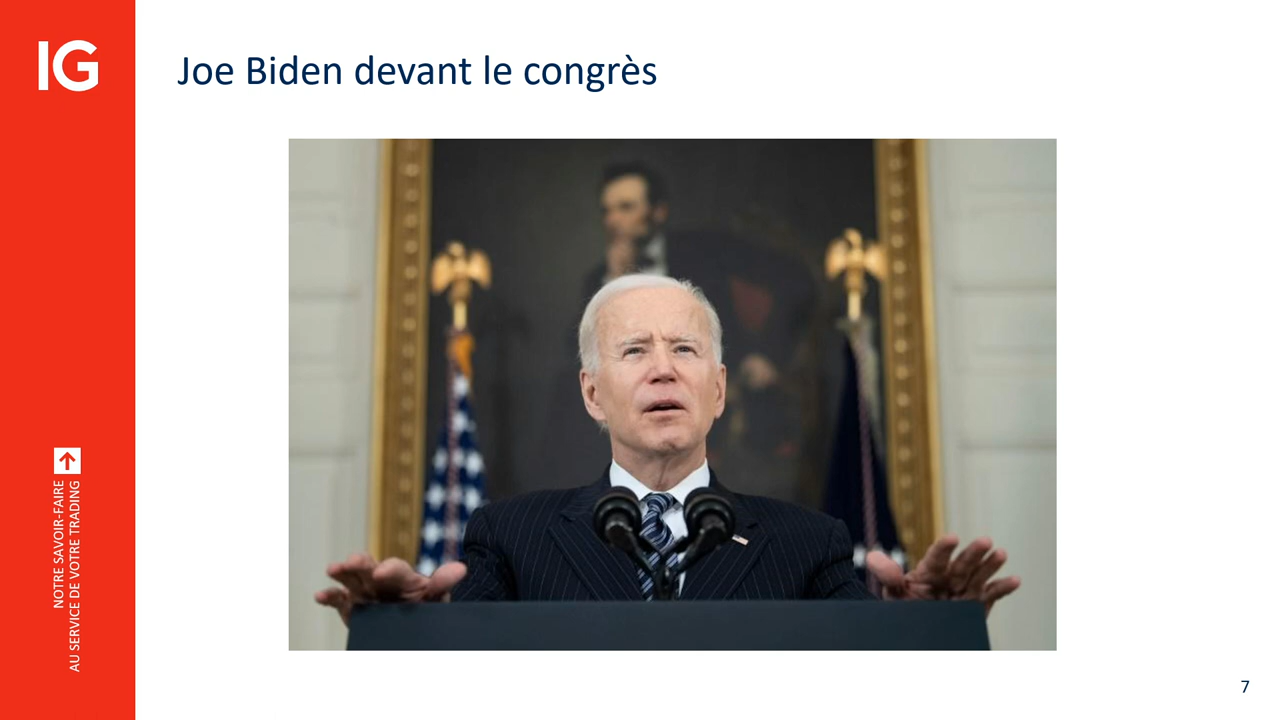 IG
Joe Biden devant le congrès
NOTRE SAVOIR-FAIRE
AU SERVICE DE VOTRE TRADING
7